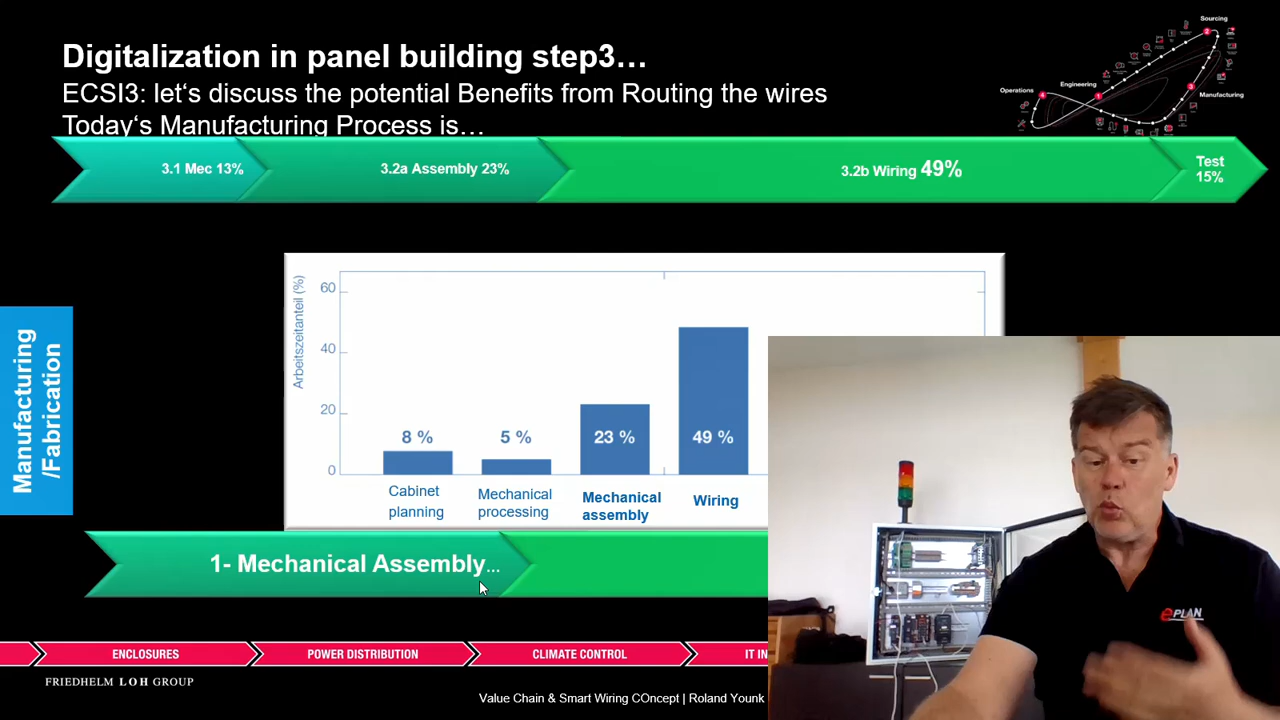 Digitalization in panel building step3…
ECSI3: let‘s discuss the potential Benefits from Routing the wires
Today‘s Manufacturing Process is…
Sourcing
2
Engineering
1
Operations
4
3
Manufacturing
3.1 Mec 13%
3.2a Assembly 23%
3.2b Wiring 49%
Test
15%
Manufacturing
/Fabrication
Arbeitszeitanteil (%)
60
40
20
0
8 %
5 %
23 %
49 %
Cabinet
planning
Mechanical
processing
Mechanical
assembly
Wiring
1- Mechanical Assembly...
ePLAN
ENCLOSURES
POWER DISTRIBUTION
CLIMATE CONTROL
IT IN
FRIEDHELM LOH GROUP
Value Chain & Smart Wiring COncept | Roland Younk